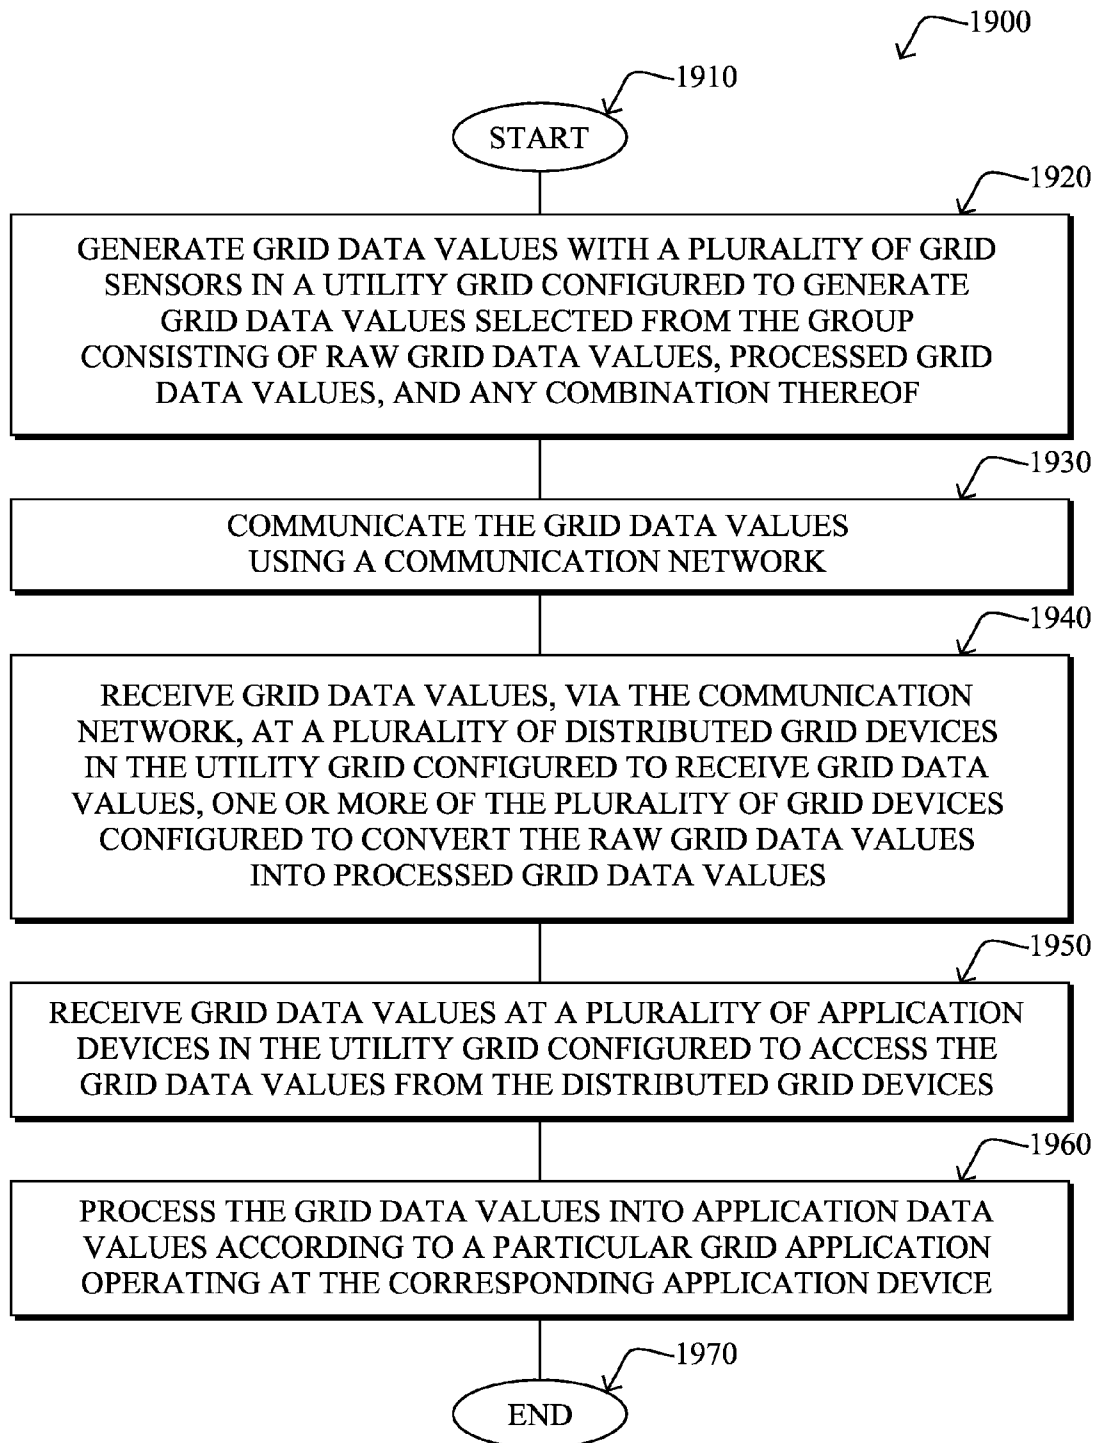 1900
1910
START
1920
GENERATE GRID DATA VALUES WITH A PLURALITY OF GRID
SENSORS IN A UTILITY GRID CONFIGURED TO GENERATE
GRID DATA VALUES SELECTED FROM THE GROUP
CONSISTING OF RAW GRID DATA VALUES, PROCESSED GRID
DATA VALUES, AND ANY COMBINATION THEREOF
1930
COMMUNICATE THE GRID DATA VALUES
USING A COMMUNICATION NETWORK
1940
RECEIVE GRID DATA VALUES, VIA THE COMMUNICATION
NETWORK, AT A PLURALITY OF DISTRIBUTED GRID DEVICES
IN THE UTILITY GRID CONFIGURED TO RECEIVE GRID DATA
VALUES, ONE OR MORE OF THE PLURALITY OF GRID DEVICES
CONFIGURED TO CONVERT THE RAW GRID DATA VALUES
INTO PROCESSED GRID DATA VALUES
1950
RECEIVE GRID DATA VALUES AT A PLURALITY OF APPLICATION
DEVICES IN THE UTILITY GRID CONFIGURED TO ACCESS THE
GRID DATA VALUES FROM THE DISTRIBUTED GRID DEVICES
1960
PROCESS THE GRID DATA VALUES INTO APPLICATION DATA
VALUES ACCORDING TO A PARTICULAR GRID APPLICATION
OPERATING AT THE CORRESPONDING APPLICATION DEVICE
1970
END